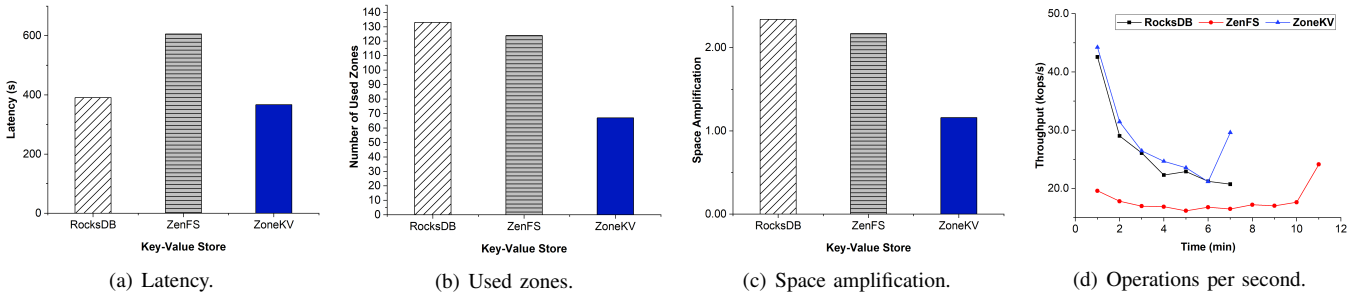 600
400
200
0
Latency (s)
RocksDB ZenFS ZoneKV
Key-Value Store
(a) Latency.
140
130
120
110
100
90
80
70
60
50
40
30
20
10
0
Number of Used Zones
RocksDB ZenFS ZoneKV
Key-Value Store
(b) Used zones.
2.00
1.00
0.00
Space Amplification
RocksDB ZenFS ZoneKV
Key-Value Store
(c) Space amplification.
RocksDB ZenFS ZoneKV
50.0
40.0
30.0
20.0
Throughput (kops/s)
0 2 4 6 8 10 12
Time (min)
(d) Operations per second.